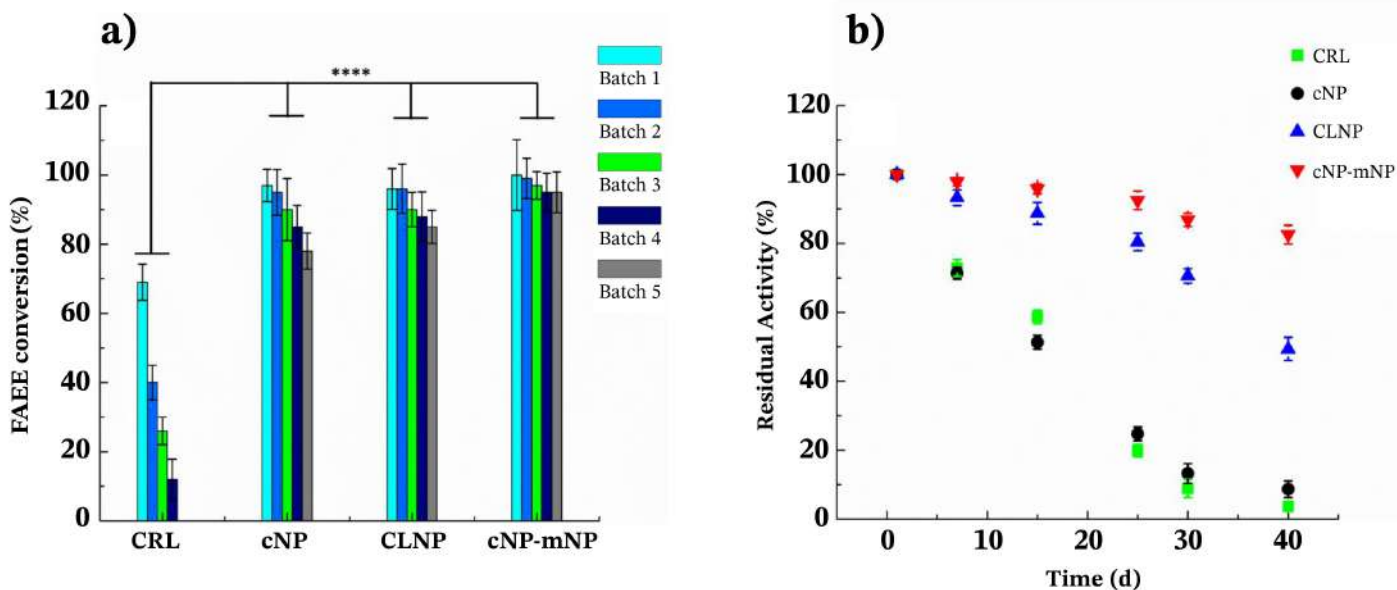 a)
****
Batch 1
Batch 2
Batch 3
Batch 4
Batch 5
FAEE conversion (%)
120
100
80
60
40
20
0
CRL
cNP
CLNP
cNP-mNP
b)
CRL
cNP
CLNP
cNP-mNP
Residual Activity (%)
120
100
80
60
40
20
0
0
10
20
30
40
Time (d)